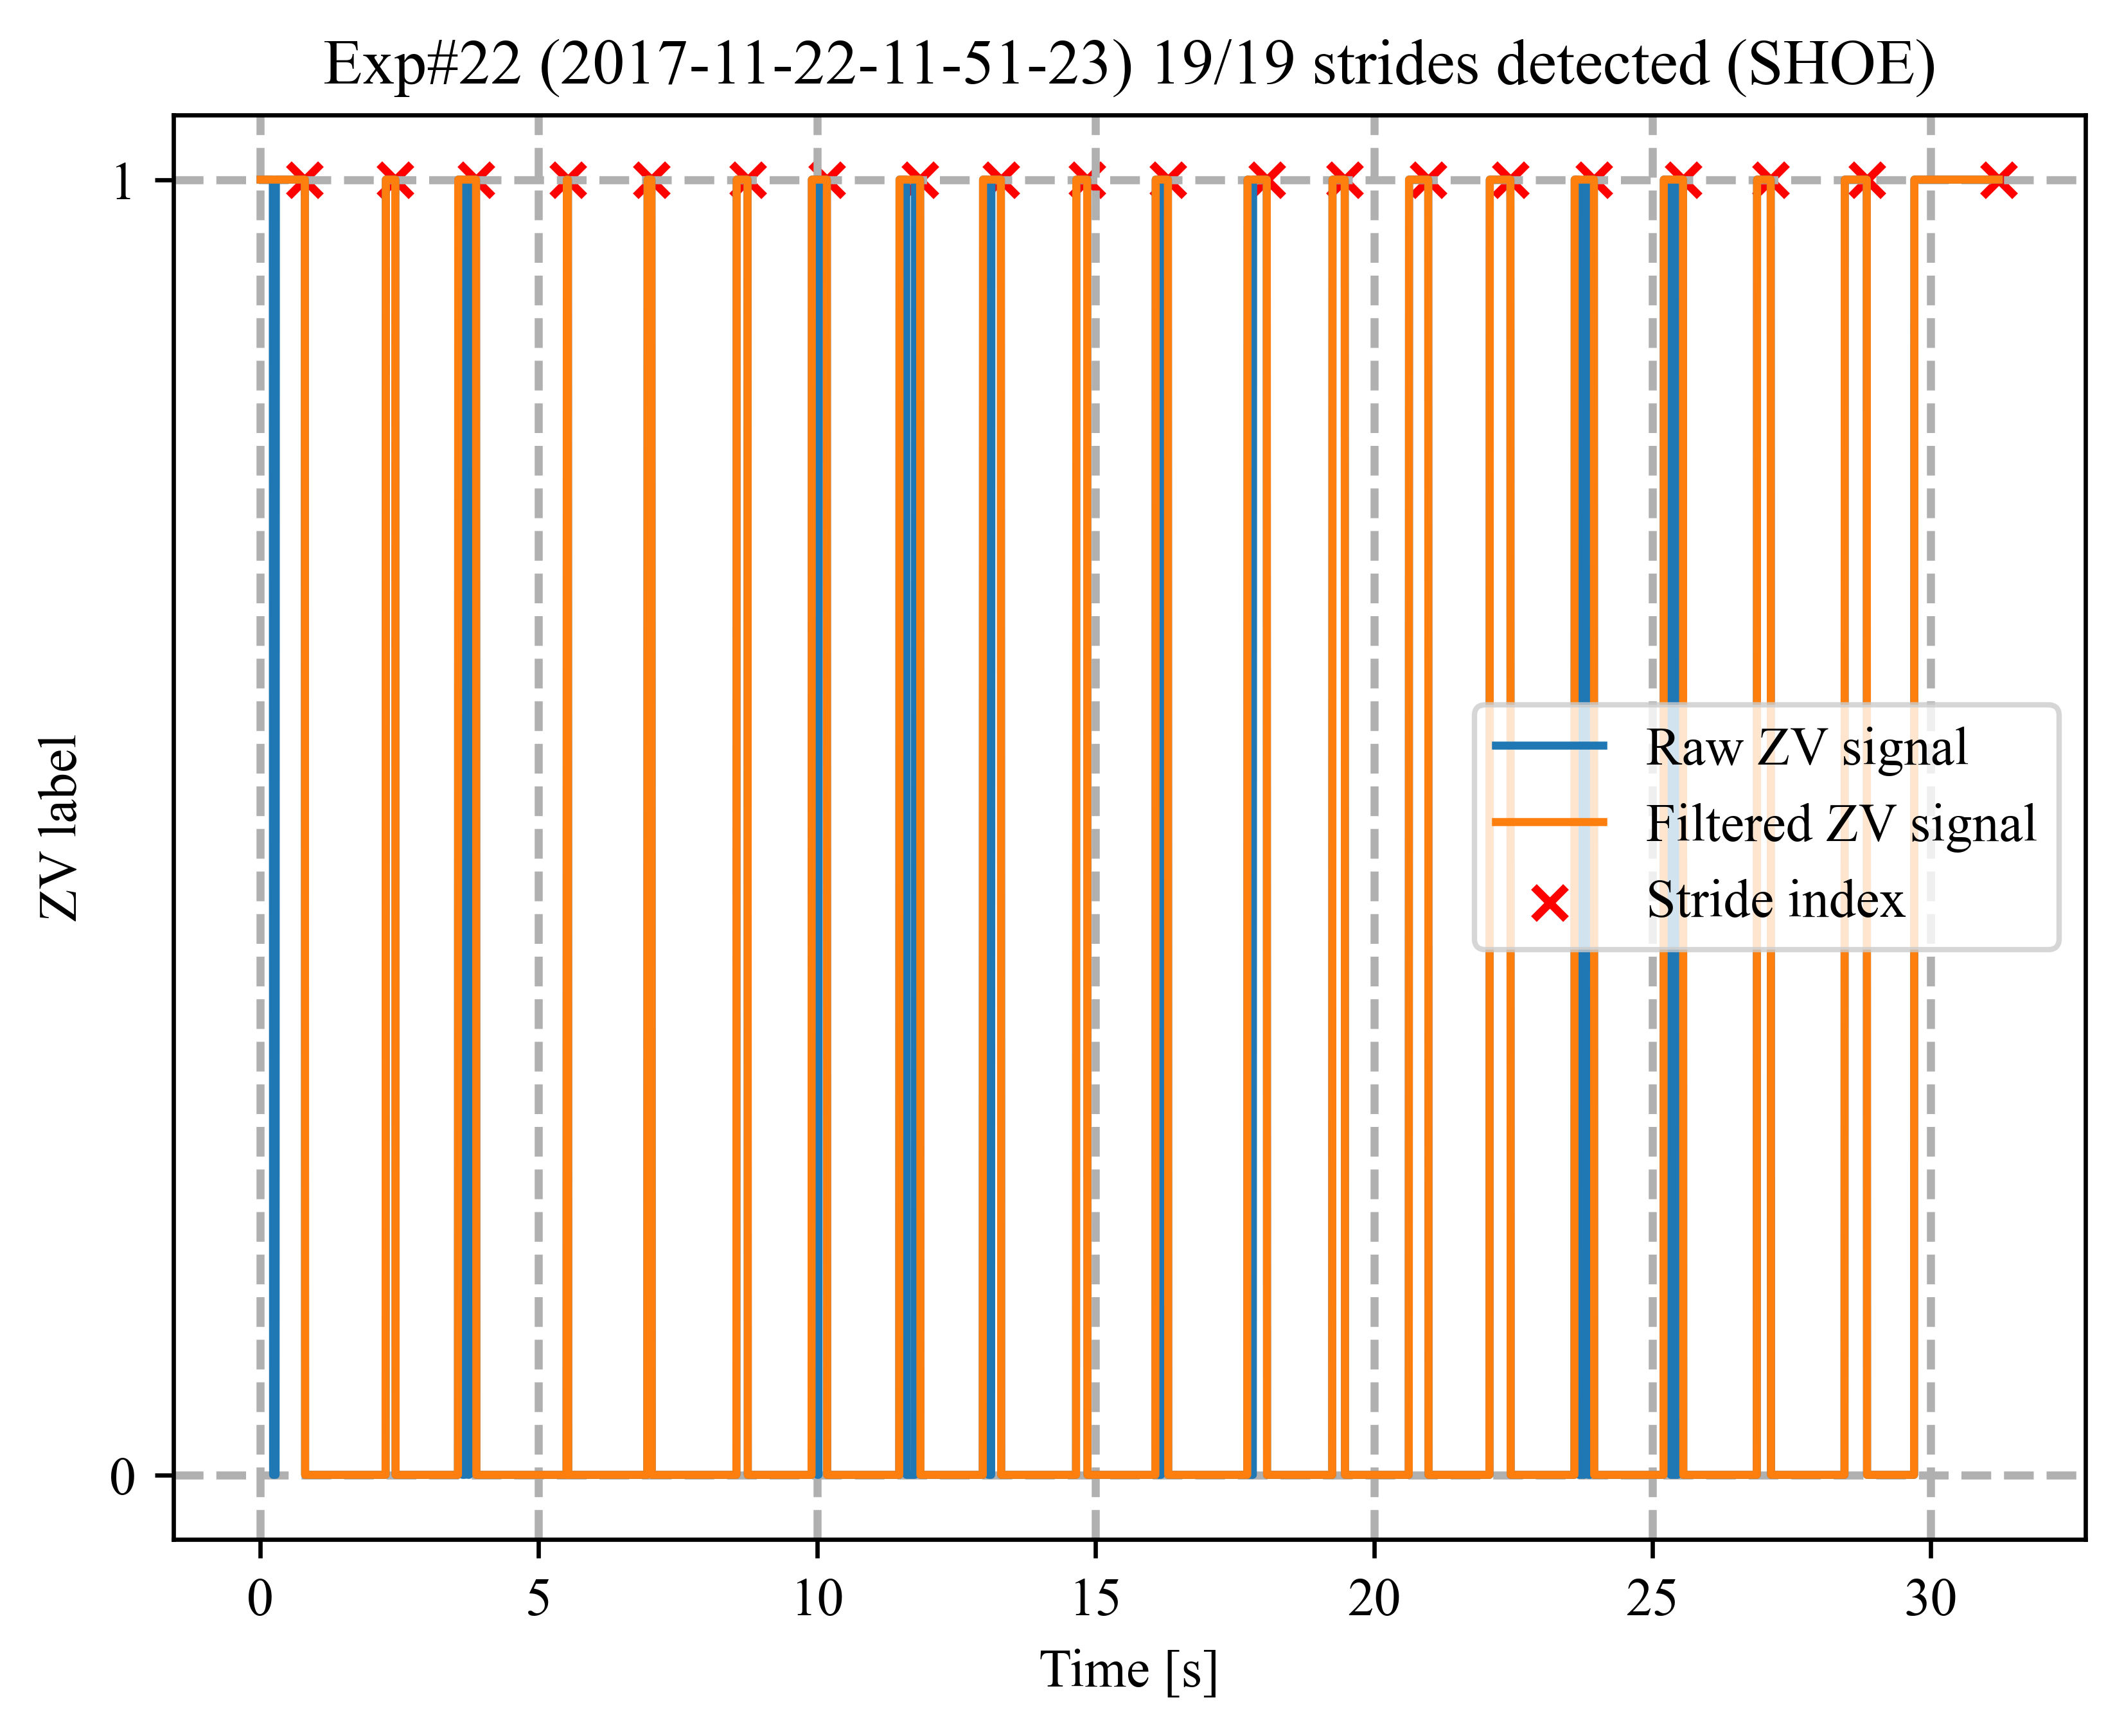 Exp#22 (2017-11-22-11-51-23) 19/19 strides detected (SHOE)
1
ZV label
Raw ZV signal
Filtered ZV signal
Stride index
0
0 5 10 15 20 25 30
Time [s]